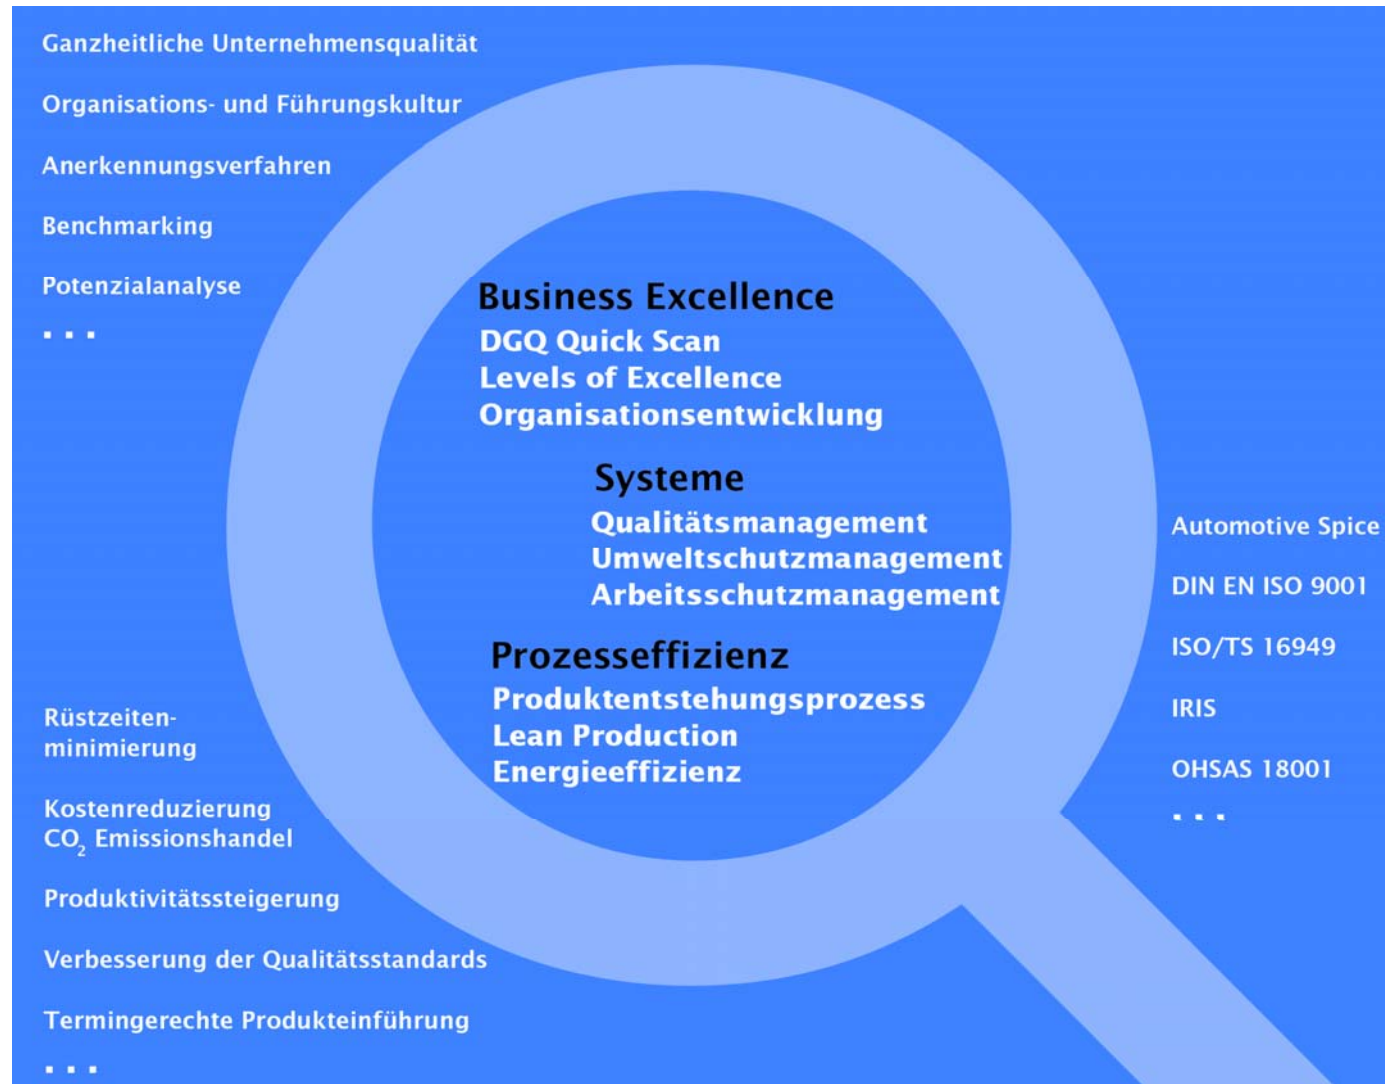 Ganzheitliche Unternehmensqualität
Organisations- und Führungskultur
Anerkennungsverfahren
Benchmarking
Potenzialanalyse
. . .
Business Excellence
DGQ Quick Scan
Levels of Excellence
Organisationsentwicklung
Systeme
Qualitätsmanagement
Umweltschutzmanagement
Arbeitsschutzmanagement
Automotive Spice
DIN EN ISO 9001
ISO/TS 16949
IRIS
OHSAS 18001
. . .
Prozesseffizienz
Produktentstehungsprozess
Lean Production
Energieeffizienz
Rüstzeiten-
minimierung
Kostenreduzierung
CO₂ Emissionshandel
Produktivitätssteigerung
Verbesserung der Qualitätsstandards
Termingerechte Produkteinführung
. . .